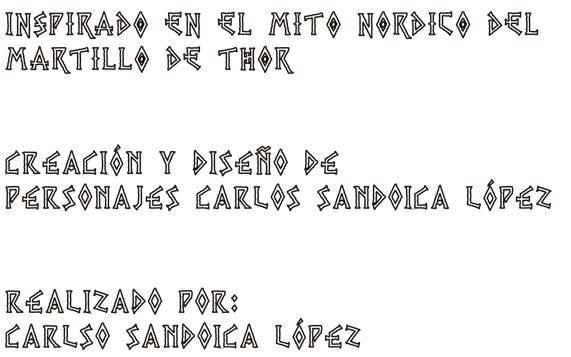 INSPIRADO EN EL MITO NORDICO DEL
MARTILLO DE THOR
CREACIÓN Y DISEÑO DE
PERSONAJES CARLOS SANDOICA LÓPEZ
REALIZADO POR:
CARLSO SANDOICA LÓPEZ